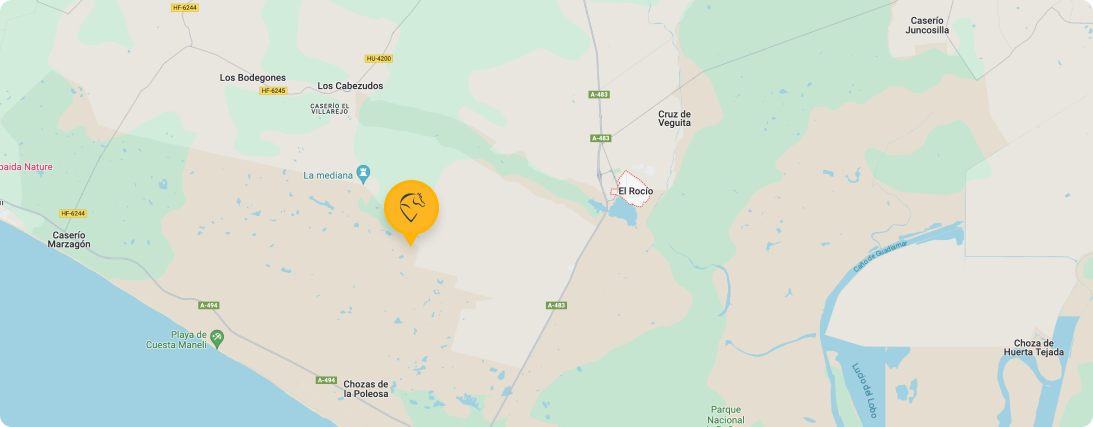 HF-6244
Caserío
Juncosilla
HU-4200
Los Bodegones
Los Cabezudos
HF-6245
A-483
CASERÍO EL
VILLAREJO
Cruz de
Veguita
A-483
baida Nature
La mediana
El Rocío
HF-6244
Caserío
Marzagón
Caño de Guadiamar
A-494
A-483
Playa de
Cuesta Maneli
Choza de
Huerta Tejada
A-494
Chozas de
la Poleosa
Lucio del Lobo
Parque
Nacional